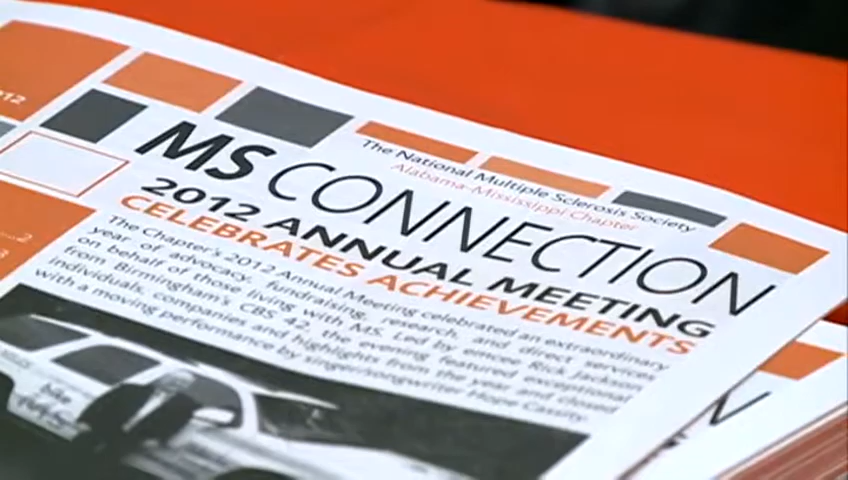 2012
MS CONNECTION
The National Multiple Sclerosis Society
Alabama-Mississippi Chapter
2012 ANNUAL MEETING
CELEBRATES ACHIEVEMENTS
The Chapter's 2012 Annual Meeting celebrated an extraordinary
year of advocacy, fundraising, research, and direct services
on behalf of those living with MS. Led by emcee Rick Jackson
from Birmingham's CBS 42, the evening featured exceptional
individuals, companies and highlights from the year and closed
with a moving performance by singer/songwriter Hope Cassity.